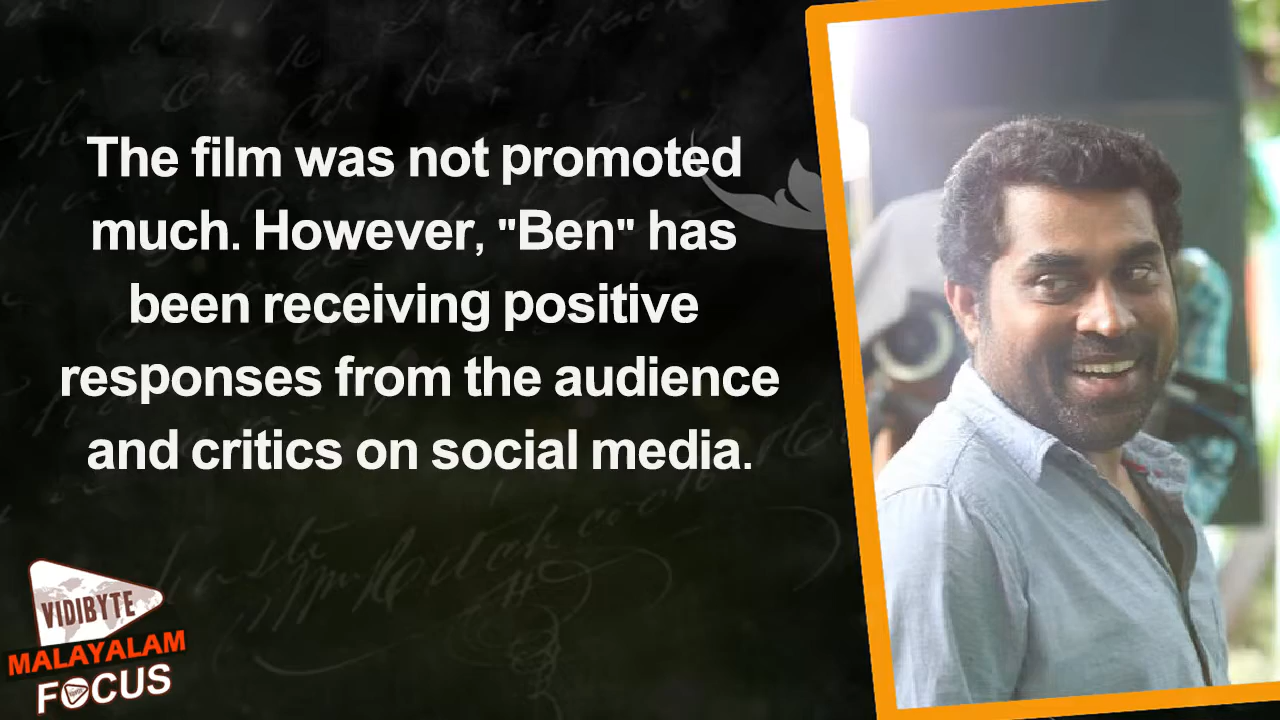 The film was not promoted
much. However, "Ben" has
been receiving positive
responses from the audience
and critics on social media.
VIDIBYTE
MALAYALAM
FOCUS